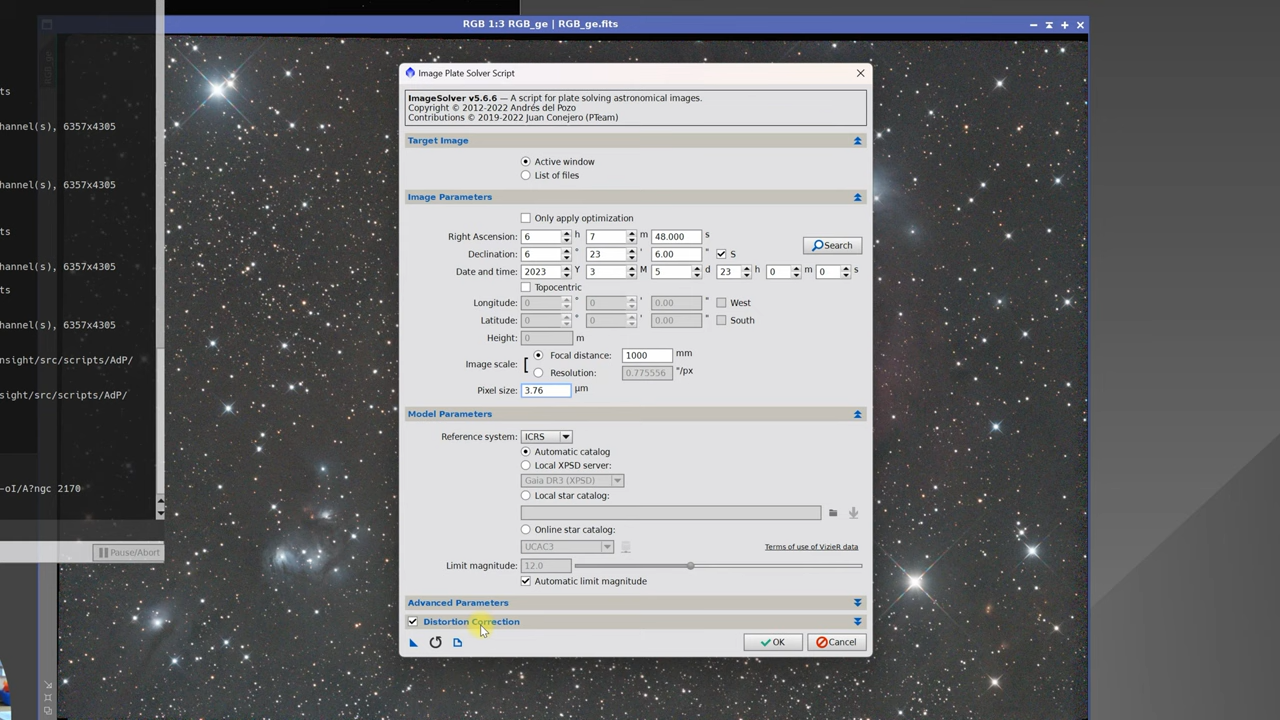 RGB 1:3 RGB_ge | RGB_ge.fits
Image Plate Solver Script
ImageSolver v5.6.6 — A script for plate solving astronomical images.
Copyright © 2012-2022 Andrés del Pozo
Contributions © 2019-2022 Juan Conejero (PTeam)
Target Image
Active window
List of files
Image Parameters
Only apply optimization
Right Ascension: 6 h 7 m 48.000 s
Search
Declination: 6 ° 23 ' 6.00 " S
Date and time: 2023 Y 3 M 5 d 23 h 0 m 0 s
Topocentric
Longitude: 0 ° 0 ' 0.00 " West
Latitude: 0 ° 0 ' 0.00 " South
Height: 0 m
Image scale: [
Focal distance: 1000 mm
Resolution: 0.775556 "/px
Pixel size: 3.76 µm
Model Parameters
Reference system: ICRS
Automatic catalog
Local XPSD server:
Gaia DR3 (XPSD)
Local star catalog:
Online star catalog:
UCAC3
Terms of use of VizieR data
Limit magnitude: 12.0
Automatic limit magnitude
Advanced Parameters
Distortion Correction
OK Cancel
ts
hannel(s), 6357x4305
hannel(s), 6357x4305
ts
hannel(s), 6357x4305
ts
hannel(s), 6357x4305
nsight/src/scripts/AdP/
sight/src/scripts/AdP/
-oI/A?ngc 2170
Pause/Abort